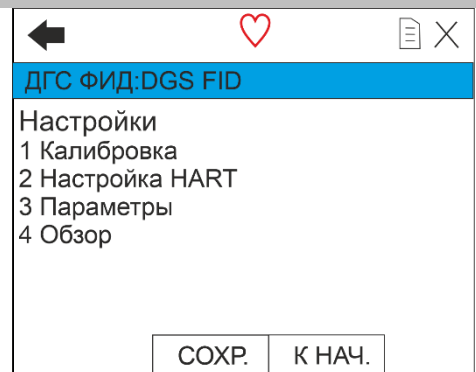 ДГС ФИД:DGS FID
Настройки
1 Калибровка
2 Настройка HART
3 Параметры
4 Обзор
СОХР. К НАЧ.